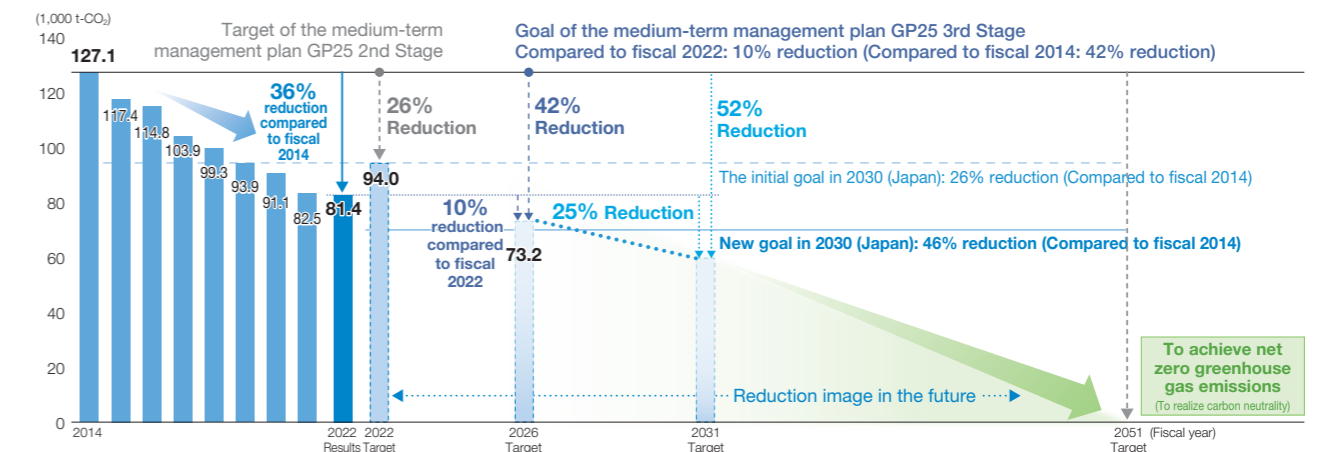 (1,000 t-CO₂)
140
120
100
80
60
40
20
0
127.1
117.4
114.8
103.9
99.3
93.9
91.1
82.5
81.4
94.0
73.2
Target of the medium-term
management plan GP25 2nd Stage
Goal of the medium-term management plan GP25 3rd Stage
Compared to fiscal 2022: 10% reduction (Compared to fiscal 2014: 42% reduction)
36%
reduction
compared
to fiscal
2014
26%
Reduction
42%
Reduction
52%
Reduction
The initial goal in 2030 (Japan): 26% reduction (Compared to fiscal 2014)
10%
reduction
compared
to fiscal
2022
25% Reduction
New goal in 2030 (Japan): 46% reduction (Compared to fiscal 2014)
To achieve net
zero greenhouse
gas emissions
(To realize carbon neutrality)
Reduction image in the future
2014
2022
Results
2022
Target
2026
Target
2031
Target
2051
Target
(Fiscal year)